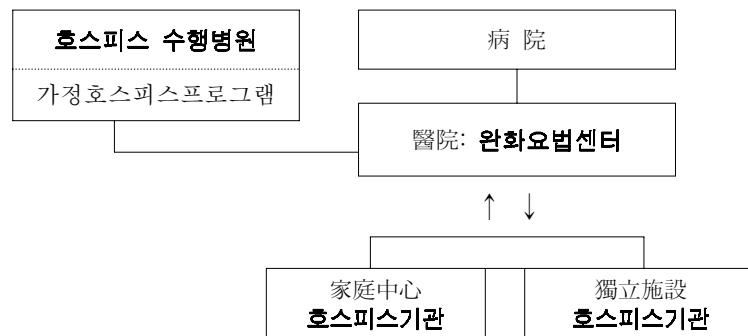 호스피스 수행병원
가정호스피스프로그램
病 院
醫院: 완화요법센터
↑ ↓
家庭中心
호스피스기관
獨立施設
호스피스기관